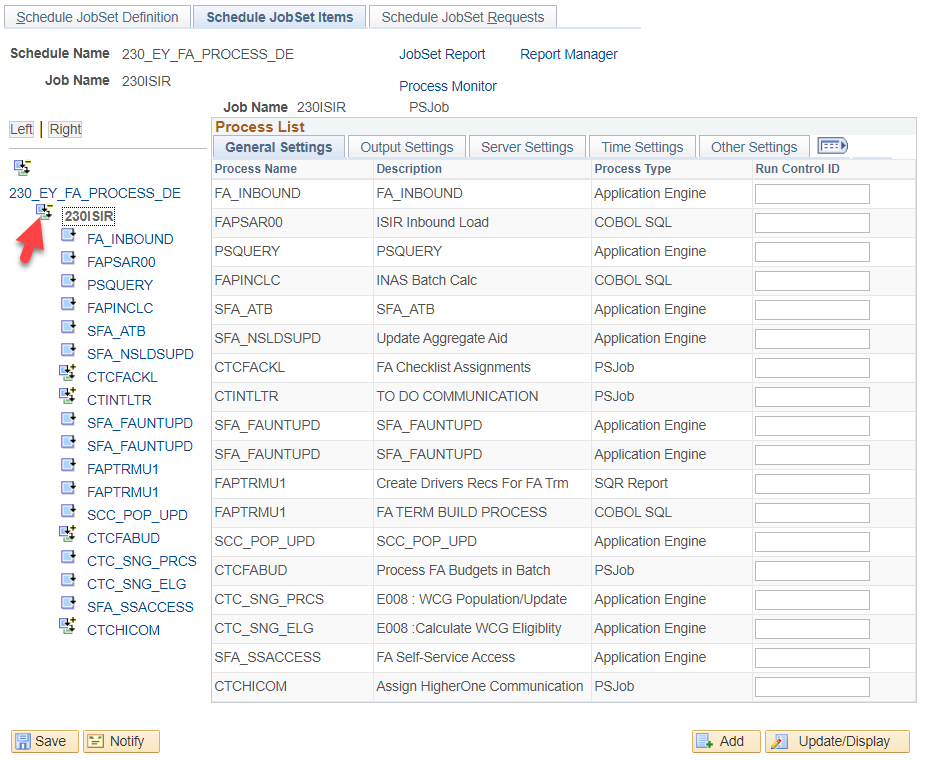 Schedule JobSet Definition Schedule JobSet Items Schedule JobSet Requests
Schedule Name 230_EY_FA_PROCESS_DE JobSet Report Report Manager
Job Name 230ISIR Process Monitor
Job Name 230ISIR PSJob
Left | Right
230_EY_FA_PROCESS_DE
230ISIR
FA_INBOUND
FAPSAR00
PSQUERY
FAPINCLC
SFA_ATB
SFA_NSLDSUPD
CTCFACKL
CTINTLTR
SFA_FAUNTUPD
SFA_FAUNTUPD
FAPTRMU1
FAPTRMU1
SCC_POP_UPD
CTCFABUD
CTC_SNG_PRCS
CTC_SNG_ELG
SFA_SSACCESS
CTCHICOM
Process List
General Settings Output Settings Server Settings Time Settings Other Settings
Process Name Description Process Type Run Control ID
FA_INBOUND FA_INBOUND Application Engine
FAPSAR00 ISIR Inbound Load COBOL SQL
PSQUERY PSQUERY Application Engine
FAPINCLC INAS Batch Calc COBOL SQL
SFA_ATB SFA_ATB Application Engine
SFA_NSLDSUPD Update Aggregate Aid Application Engine
CTCFACKL FA Checklist Assignments PSJob
CTINTLTR TO DO COMMUNICATION PSJob
SFA_FAUNTUPD SFA_FAUNTUPD Application Engine
SFA_FAUNTUPD SFA_FAUNTUPD Application Engine
FAPTRMU1 Create Drivers Recs For FA Trm SQR Report
FAPTRMU1 FA TERM BUILD PROCESS COBOL SQL
SCC_POP_UPD SCC_POP_UPD Application Engine
CTCFABUD Process FA Budgets in Batch PSJob
CTC_SNG_PRCS E008 : WCG Population/Update Application Engine
CTC_SNG_ELG E008 :Calculate WCG Eligiblity Application Engine
SFA_SSACCESS FA Self-Service Access Application Engine
CTCHICOM Assign HigherOne Communication PSJob
Save Notify Add Update/Display